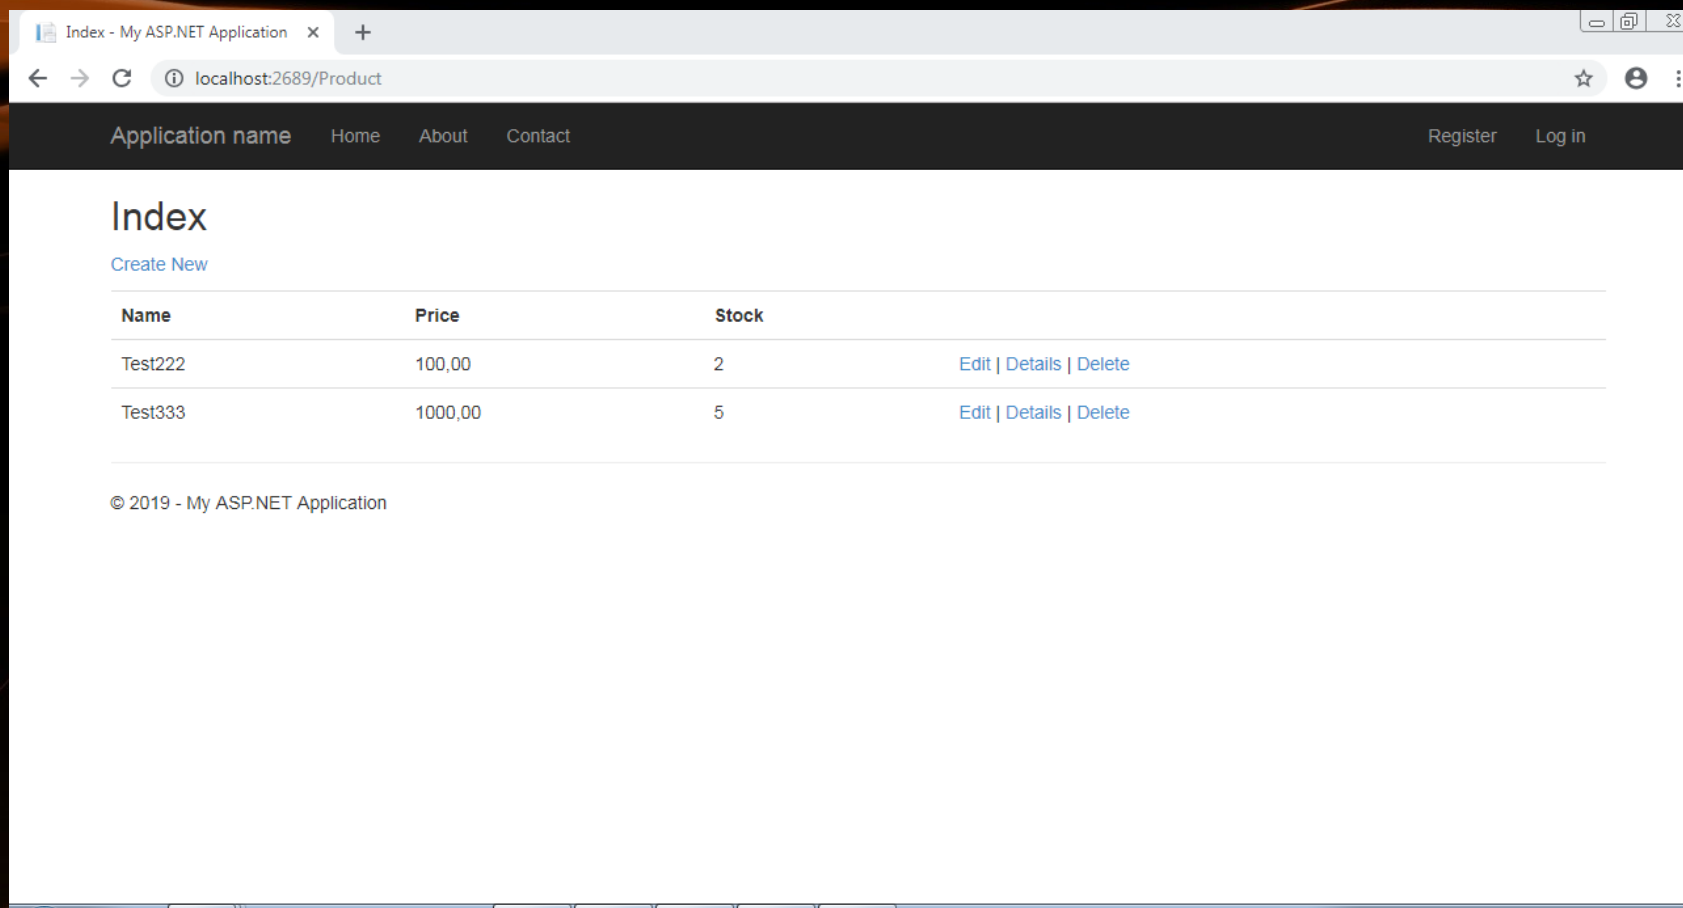 Index - My ASP.NET Application
localhost:2689/Product
Application name Home About Contact Register Log in
Index
Create New
Name Price Stock
Test222 100,00 2 Edit | Details | Delete
Test333 1000,00 5 Edit | Details | Delete
© 2019 - My ASP.NET Application